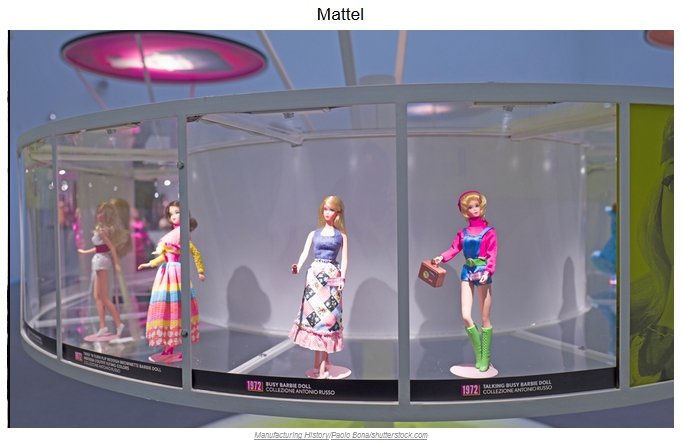 Mattel
1972 BUSY BARBIE DOLL
COLLEZIONE ANTONIO RUSSO
1972 TALKING BUSY BARBIE DOLL
COLLEZIONE ANTONIO RUSSO
Manufacturing History/Paolo Bona/shutterstock.com